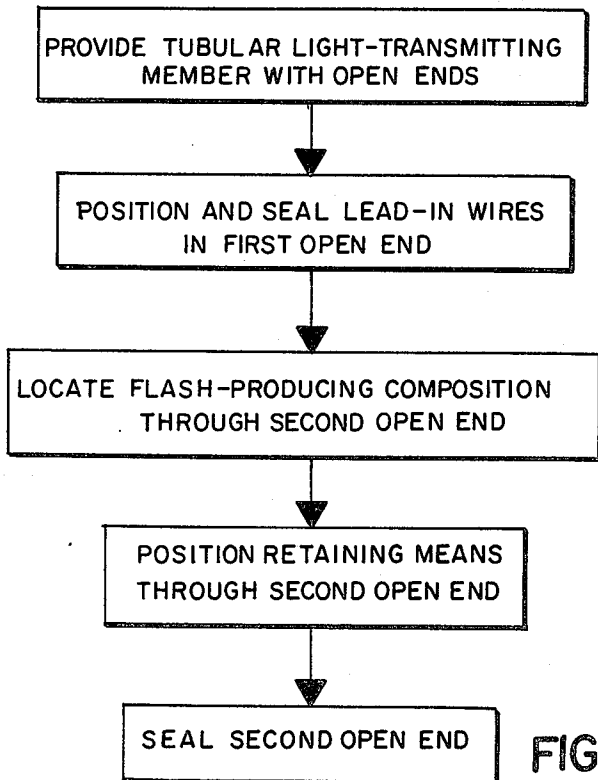 PROVIDE TUBULAR LIGHT-TRANSMITTING
MEMBER WITH OPEN ENDS
POSITION AND SEAL LEAD-IN WIRES
IN FIRST OPEN END
LOCATE FLASH-PRODUCING COMPOSITION
THROUGH SECOND OPEN END
POSITION RETAINING MEANS
THROUGH SECOND OPEN END
SEAL SECOND OPEN END
FIG